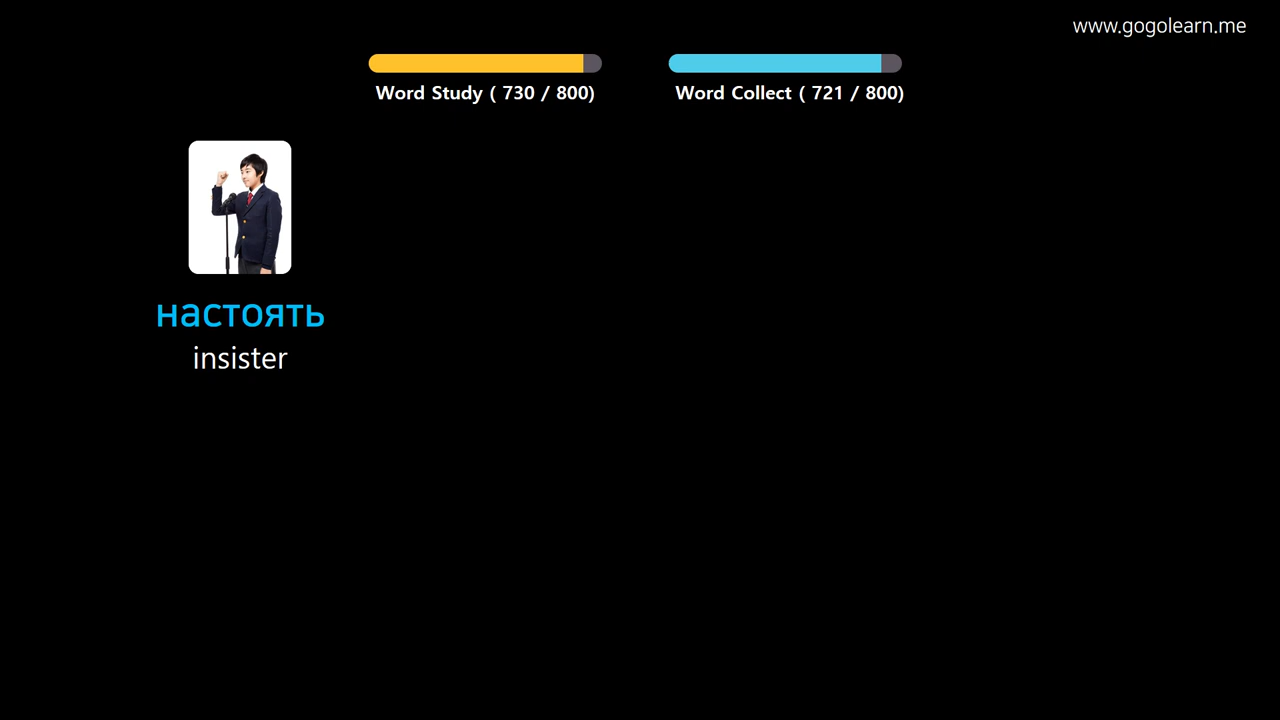 www.gogolearn.me
Word Study ( 730 / 800)
Word Collect ( 721 / 800)
настоять
insister